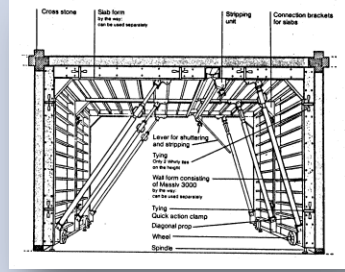 Cross stone
Slab form
by the way:
can be used separately
Stripping
unit
Connection brackets
for slabs
Lever for shuttering
and stripping
Tying
Only 2 Whirly ties
on the height
Wall form consisting
of Massiv 3000
by the way:
can be used separately
Tying
Quick action clamp
Diagonal prop
Wheel
Spindle